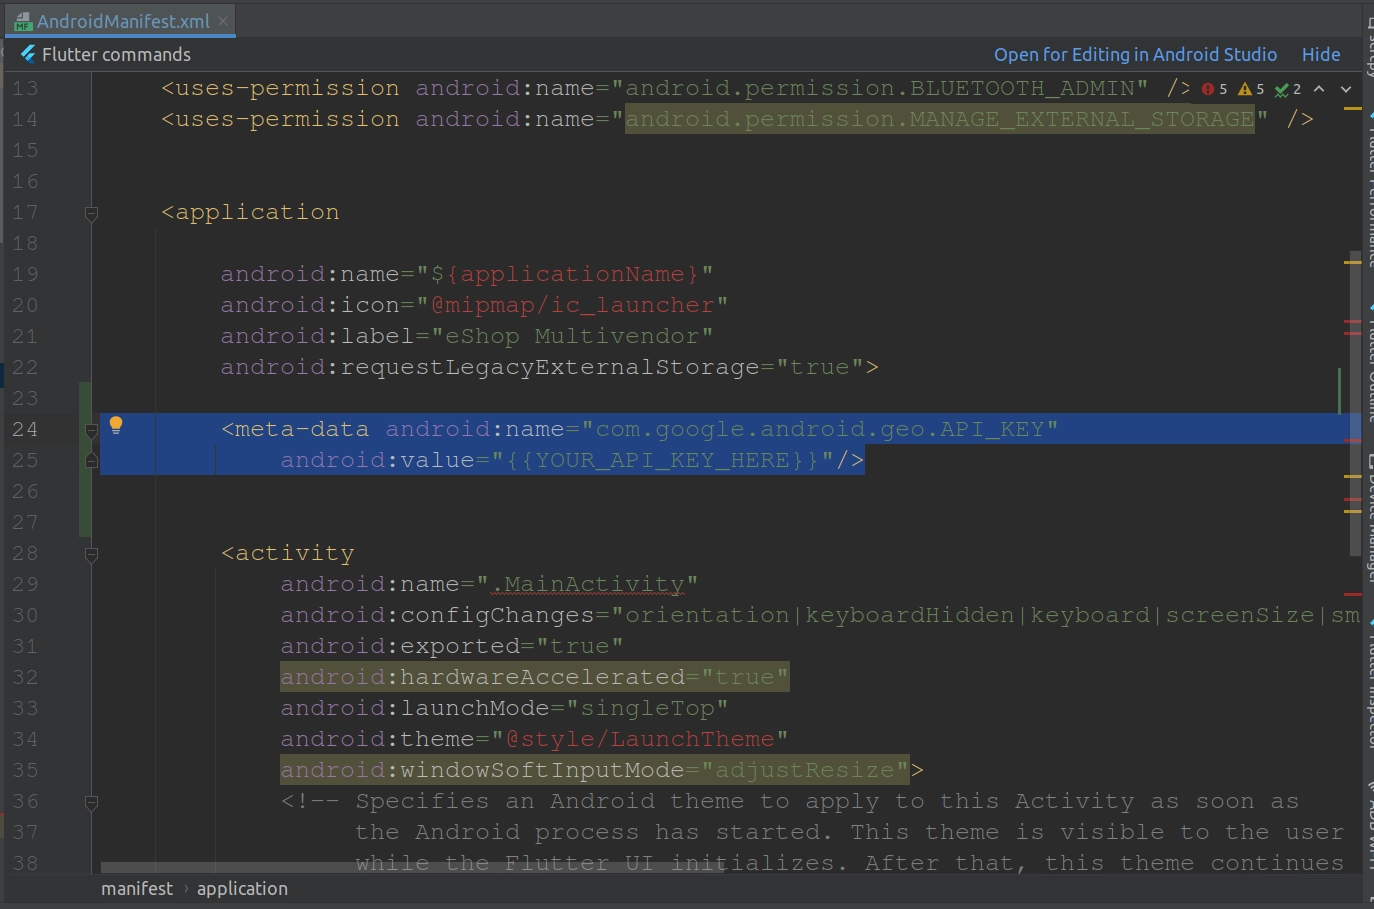 AndroidManifest.xml
Flutter commands Open for Editing in Android Studio Hide
13 <uses-permission android:name="android.permission.BLUETOOTH_ADMIN" /> 5 5 2
14 <uses-permission android:name="android.permission.MANAGE_EXTERNAL_STORAGE" />
15
16
17 <application
18
19 android:name="${applicationName}"
20 android:icon="@mipmap/ic_launcher"
21 android:label="eShop Multivendor"
22 android:requestLegacyExternalStorage="true">
23
24 <meta-data android:name="com.google.android.geo.API_KEY"
25 android:value="{{YOUR_API_KEY_HERE}}"/>
26
27
28 <activity
29 android:name=".MainActivity"
30 android:configChanges="orientation|keyboardHidden|keyboard|screenSize|sm
31 android:exported="true"
32 android:hardwareAccelerated="true"
33 android:launchMode="singleTop"
34 android:theme="@style/LaunchTheme"
35 android:windowSoftInputMode="adjustResize">
36 <!-- Specifies an Android theme to apply to this Activity as soon as
37 the Android process has started. This theme is visible to the user
38 while the Flutter UI initializes. After that, this theme continues
manifest › application